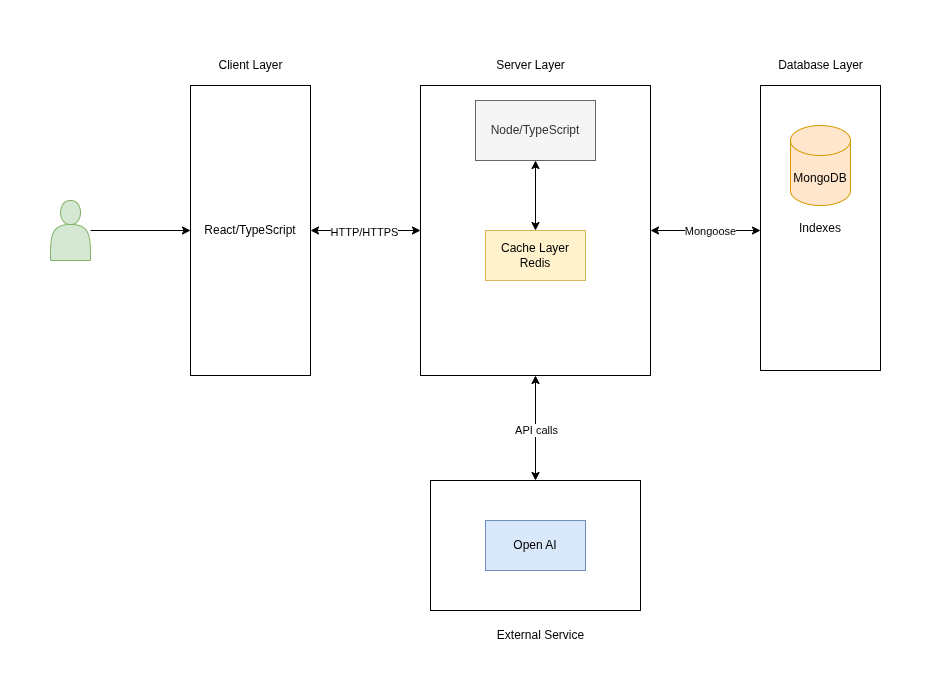 Client Layer
Server Layer
Database Layer
Node/TypeScript
MongoDB
Indexes
React/TypeScript
HTTP/HTTPS
Mongoose
Cache Layer
Redis
API calls
Open AI
External Service